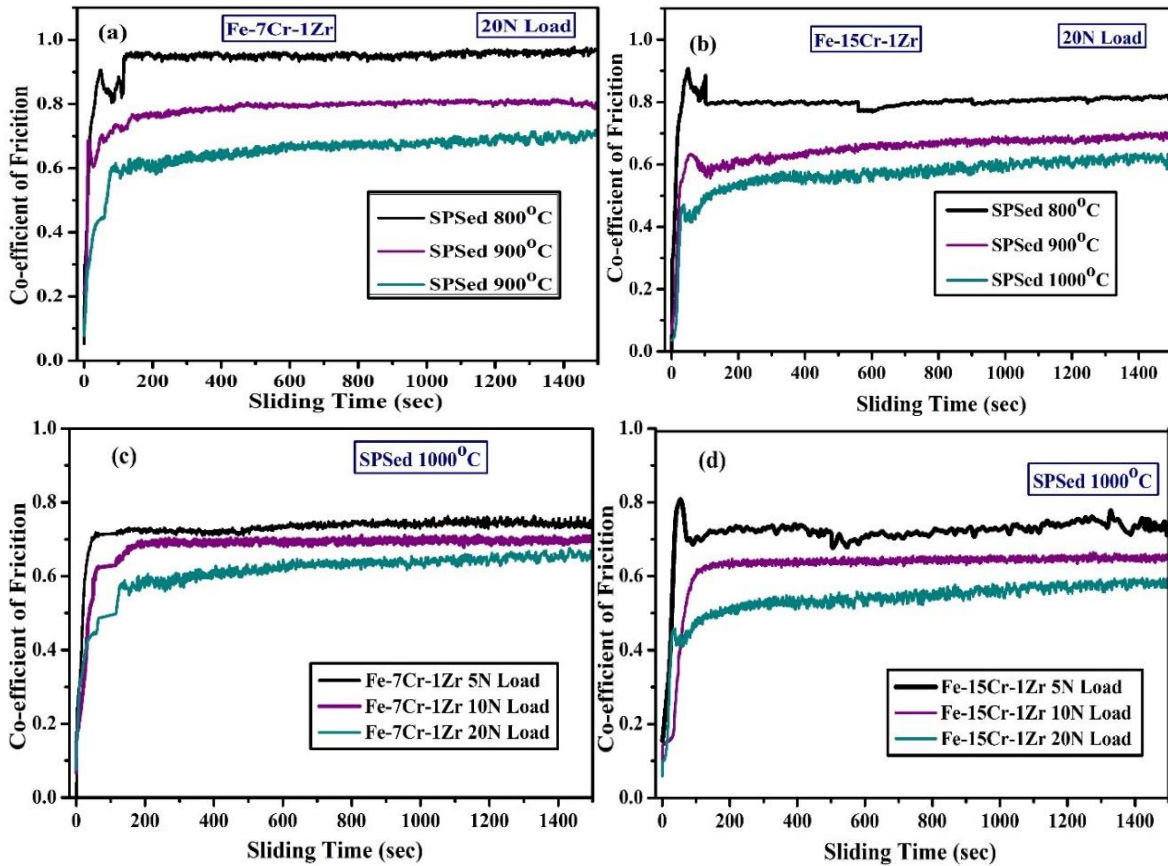 (a)
Fe-7Cr-1Zr
20N Load
1.0
0.8
0.6
0.4
0.2
0.0
Co-efficient of Fricition
SPSed 800°C
SPSed 900°C
SPSed 900°C
0 200 400 600 800 1000 1200 1400
Sliding Time (sec)
(b)
Fe-15Cr-1Zr
20N Load
1.0
0.8
0.6
0.4
0.2
0.0
Co-efficient of Fricition
SPSed 800°C
SPSed 900°C
SPSed 1000°C
0 200 400 600 800 1000 1200 1400
Sliding Time (sec)
(c)
SPSed 1000°C
1.0
0.8
0.6
0.4
0.2
0.0
Co-efficient of Fricition
Fe-7Cr-1Zr 5N Load
Fe-7Cr-1Zr 10N Load
Fe-7Cr-1Zr 20N Load
0 200 400 600 800 1000 1200 1400
Sliding Time (sec)
(d)
SPSed 1000°C
1.0
0.8
0.6
0.4
0.2
0.0
Co-efficient of Fricition
Fe-15Cr-1Zr 5N Load
Fe-15Cr-1Zr 10N Load
Fe-15Cr-1Zr 20N Load
0 200 400 600 800 1000 1200 1400
Sliding Time (sec)